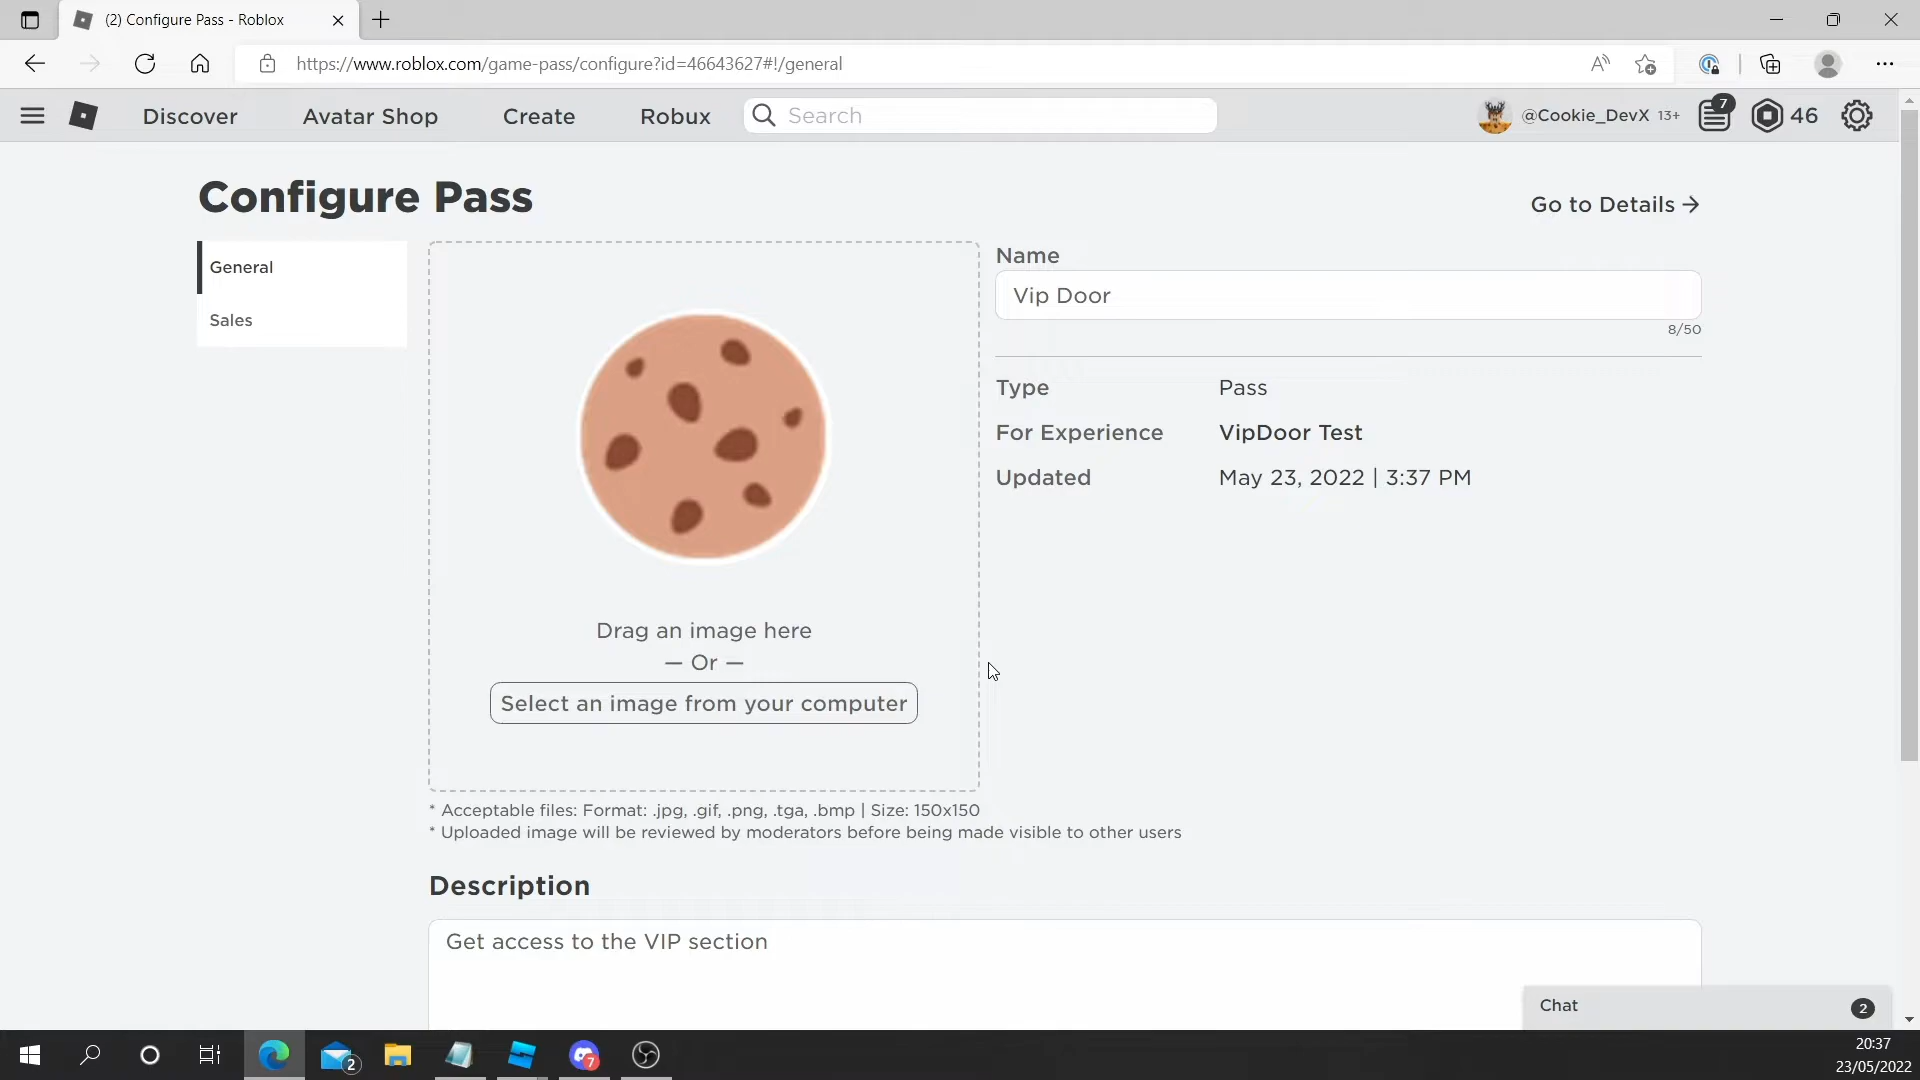 (2) Configure Pass - Roblox
https://www.roblox.com/game-pass/configure?id=46643627#!/general
Discover
Avatar Shop
Create
Robux
Search
@Cookie_DevX 13+
7
46
Configure Pass
Go to Details →
General
Sales
Name
Vip Door
8/50
Type Pass
For Experience VipDoor Test
Updated May 23, 2022 | 3:37 PM
Drag an image here
— Or —
Select an image from your computer
* Acceptable files: Format: .jpg, .gif, .png, .tga, .bmp | Size: 150x150
* Uploaded image will be reviewed by moderators before being made visible to other users
Description
Get access to the VIP section
Chat
2
2
7
20:37
23/05/2022